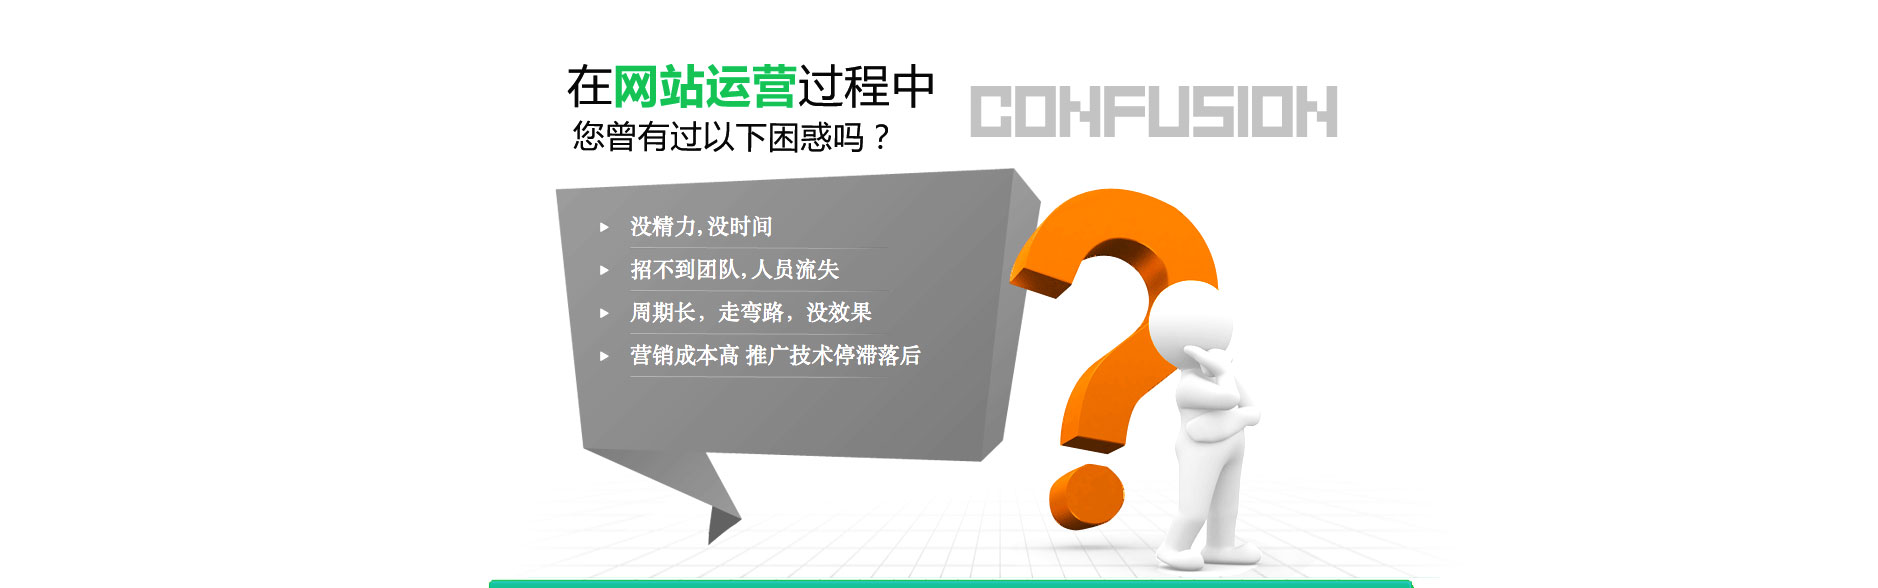 在网站运营过程中
CONFUSION
您曾有过以下困惑吗？
没精力, 没时间
招不到团队, 人员流失
周期长，走弯路，没效果
营销成本高 推广技术停滞落后